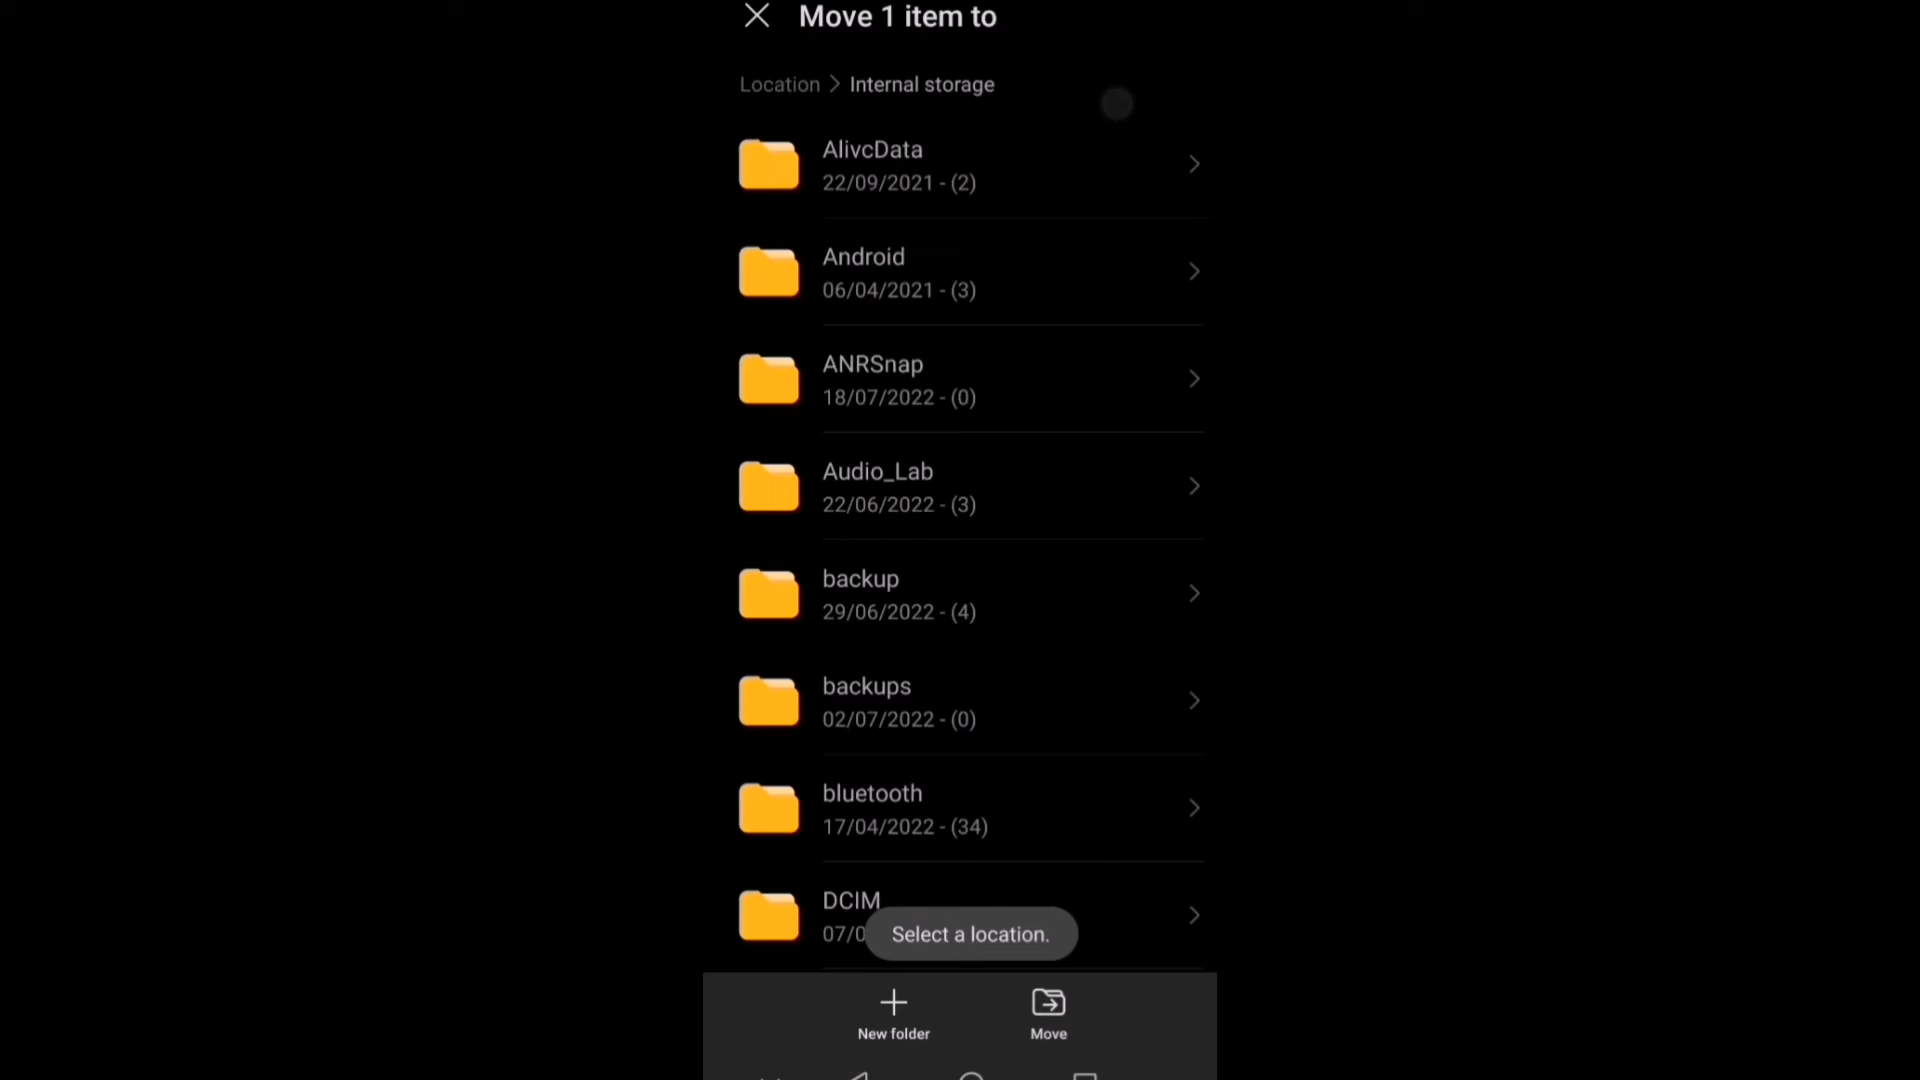 Move 1 item to
Location > Internal storage
AlivcData
22/09/2021 - (2)
Android
06/04/2021 - (3)
ANRSnap
18/07/2022 - (0)
Audio_Lab
22/06/2022 - (3)
backup
29/06/2022 - (4)
backups
02/07/2022 - (0)
bluetooth
17/04/2022 - (34)
DCIM
07/0
Select a location.
New folder
Move